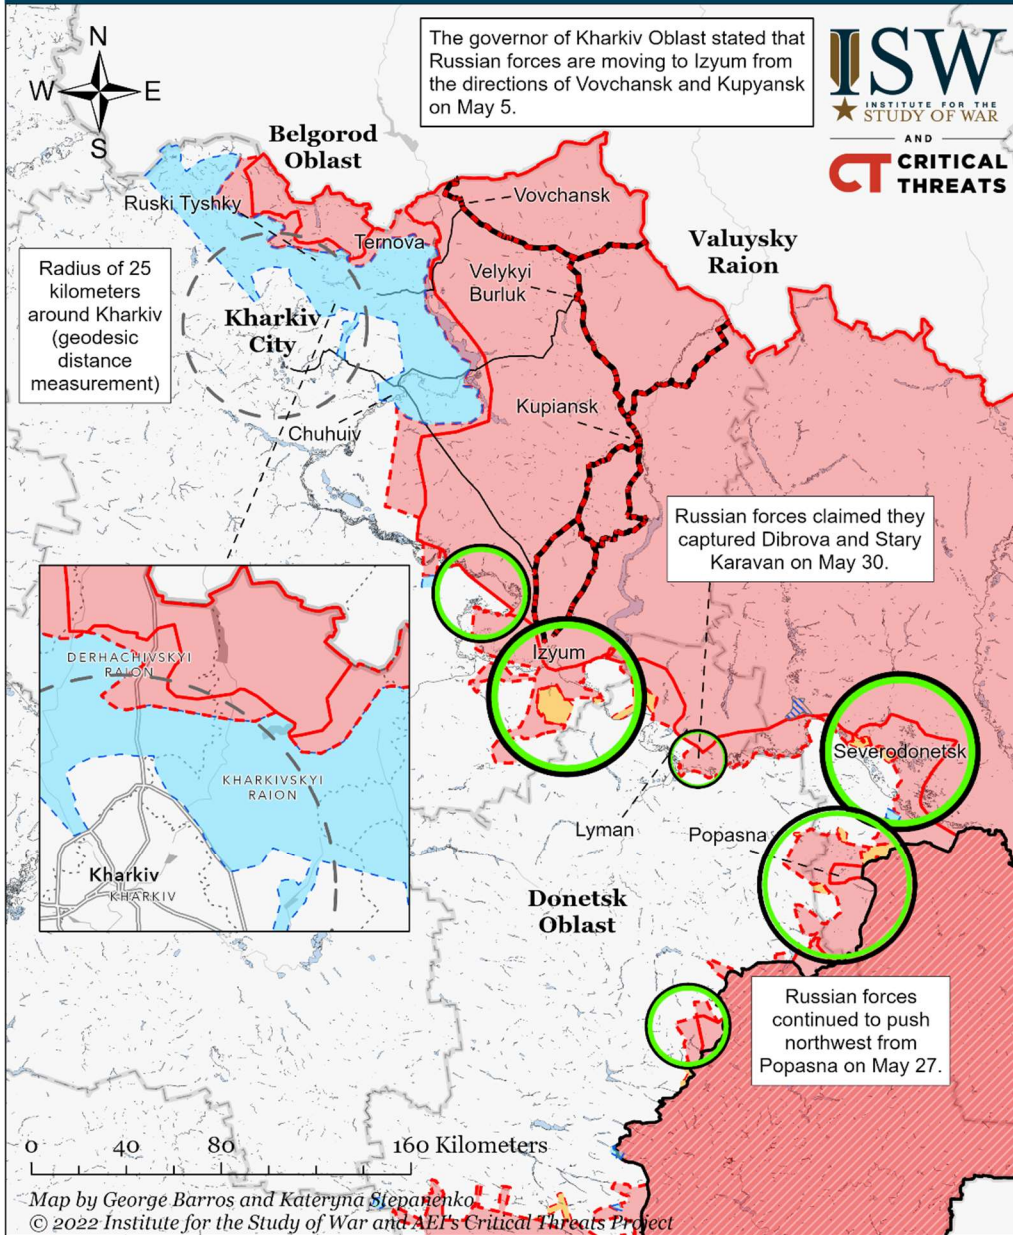 The governor of Kharkiv Oblast stated that
Russian forces are moving to Izyum from
the directions of Vovchansk and Kupyansk
on May 5.
ISW
INSTITUTE FOR THE
STUDY OF WAR
AND
CT CRITICAL
THREATS
N
W
E
S
Belgorod
Oblast
Ruski Tyshky
Vovchansk
Ternova
Valuysky
Raion
Radius of 25
kilometers
around Kharkiv
(geodesic
distance
measurement)
Velykyi
Burluk
Kharkiv
City
Kupiansk
Chuhuiv
Russian forces claimed they
captured Dibrova and Stary
Karavan on May 30.
DERHACHIVSKYI
RAION
KHARKIVSKYI
RAION
Kharkiv
KHARKIV
Izyum
Severodonetsk
Lyman
Popasna
Donetsk
Oblast
Russian forces
continued to push
northwest from
Popasna on May 27.
0 40 80 160 Kilometers
Map by George Barros and Kateryna Stepanenko
© 2022 Institute for the Study of War and AEI's Critical Threats Project